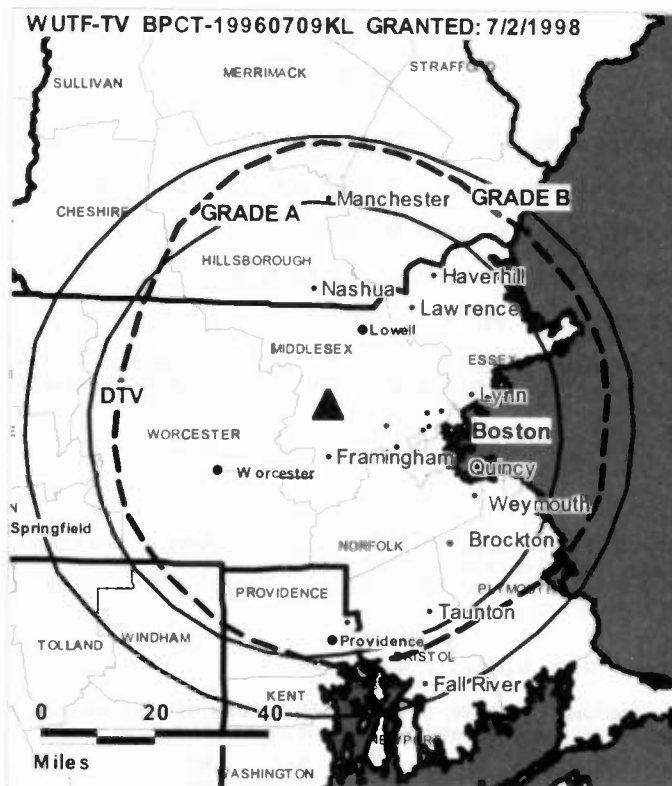 WUTF-TV BPCT-19960709KL GRANTED: 7/2/1998
STRAFFORD
MERRIMACK
SULLIVAN
Manchester
GRADE B
CHESHIRE
GRADE A
HILLSBOROUGH
Haverhill
Nashua
Lawrence
Lowell
MIDDLESEX
ESSEX
DTV
Lynn
WORCESTER
Boston
Framingham
Quincy
Worcester
Weymouth
Springfield
NORFOLK
Brockton
PROVIDENCE
PLYMOUTH
Taunton
TOLLAND
WINDHAM
Providence
BRISTOL
KENT
Fall River
0 20 40
NEWPORT
Miles
WASHINGTON